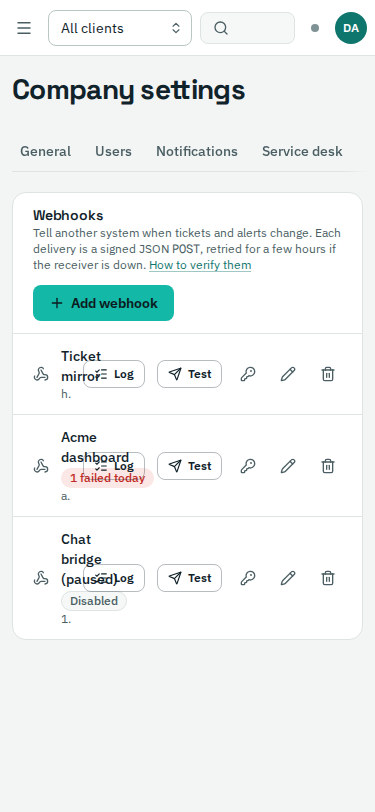 All clients
DA
Company settings
General Users Notifications Service desk
Webhooks
Tell another system when tickets and alerts change. Each
delivery is a signed JSON POST, retried for a few hours if
the receiver is down. How to verify them
Add webhook
Ticket
mirror
Log Test
h.
Acme
dashboard
Log Test
1 failed today
a.
Chat
bridge
(paused)
Log Test
Disabled
1.